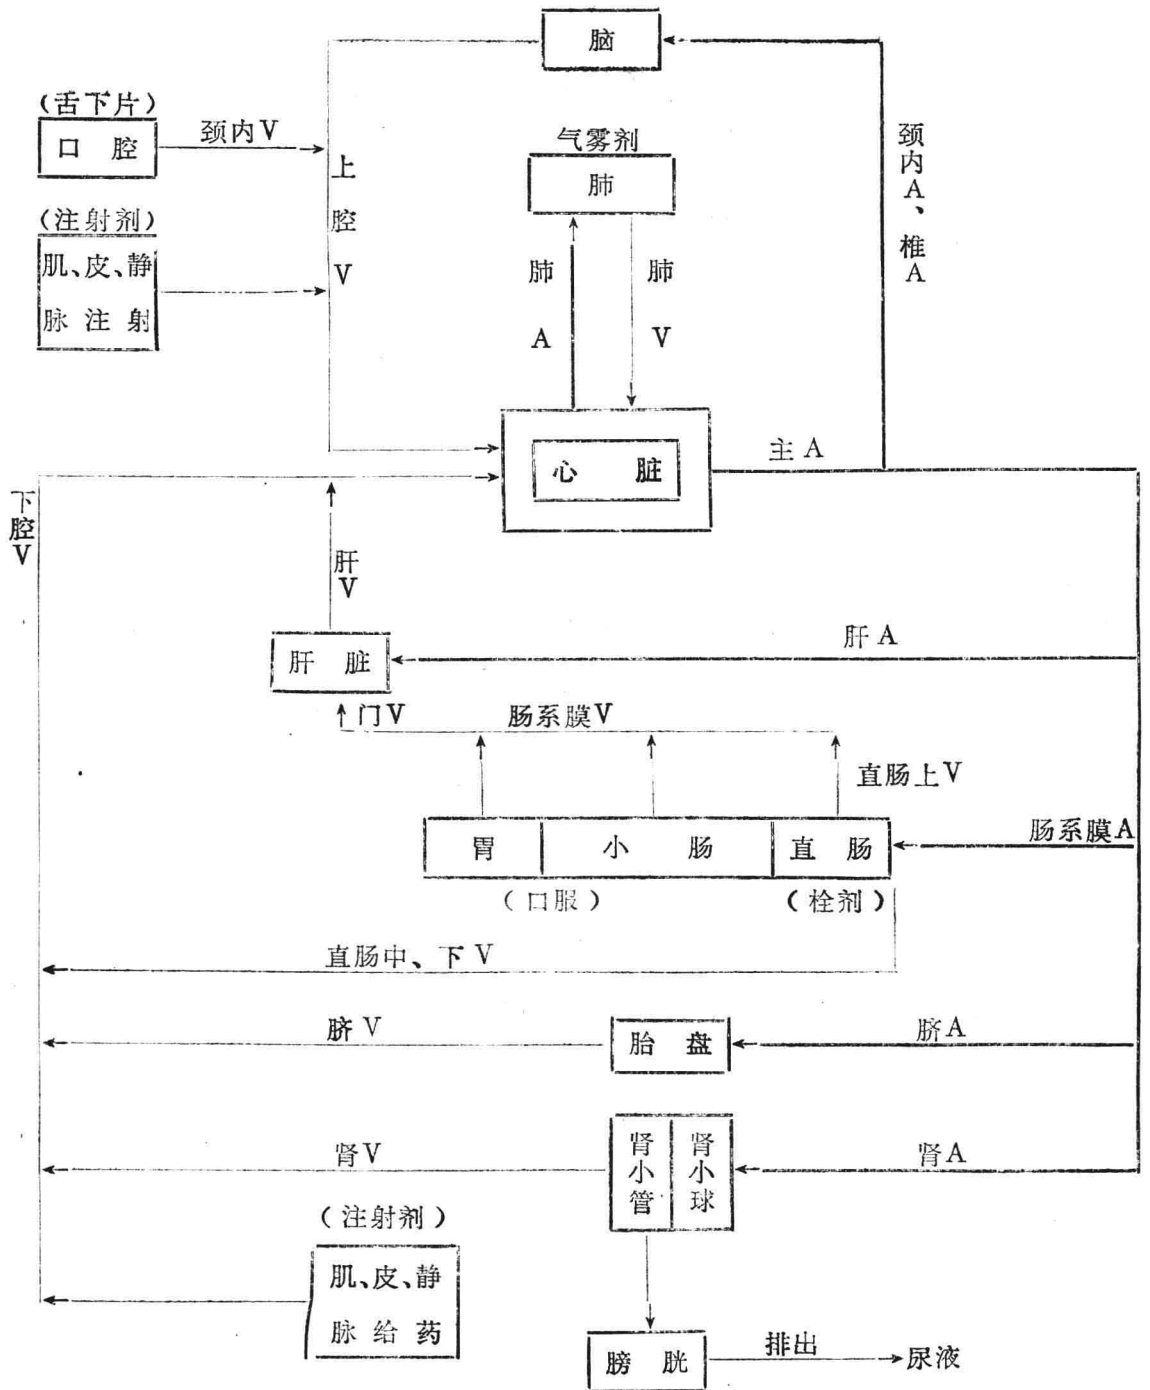 脑
(舌下片)
口 腔
颈内V
气雾剂
肺
上腔V
颈内A、椎A
(注射剂)
肌、皮、静
脉 注 射
肺A
肺V
心 脏
主A
下腔V
肝V
肝 脏
肝A
门V
肠系膜V
直肠上V
胃
小 肠
直 肠
肠系膜A
(口服)
(栓剂)
直肠中、下V
脐V
胎 盘
脐A
肾V
肾小管
肾小球
肾A
(注射剂)
肌、皮、静
脉 给 药
膀 胱
排出
尿液